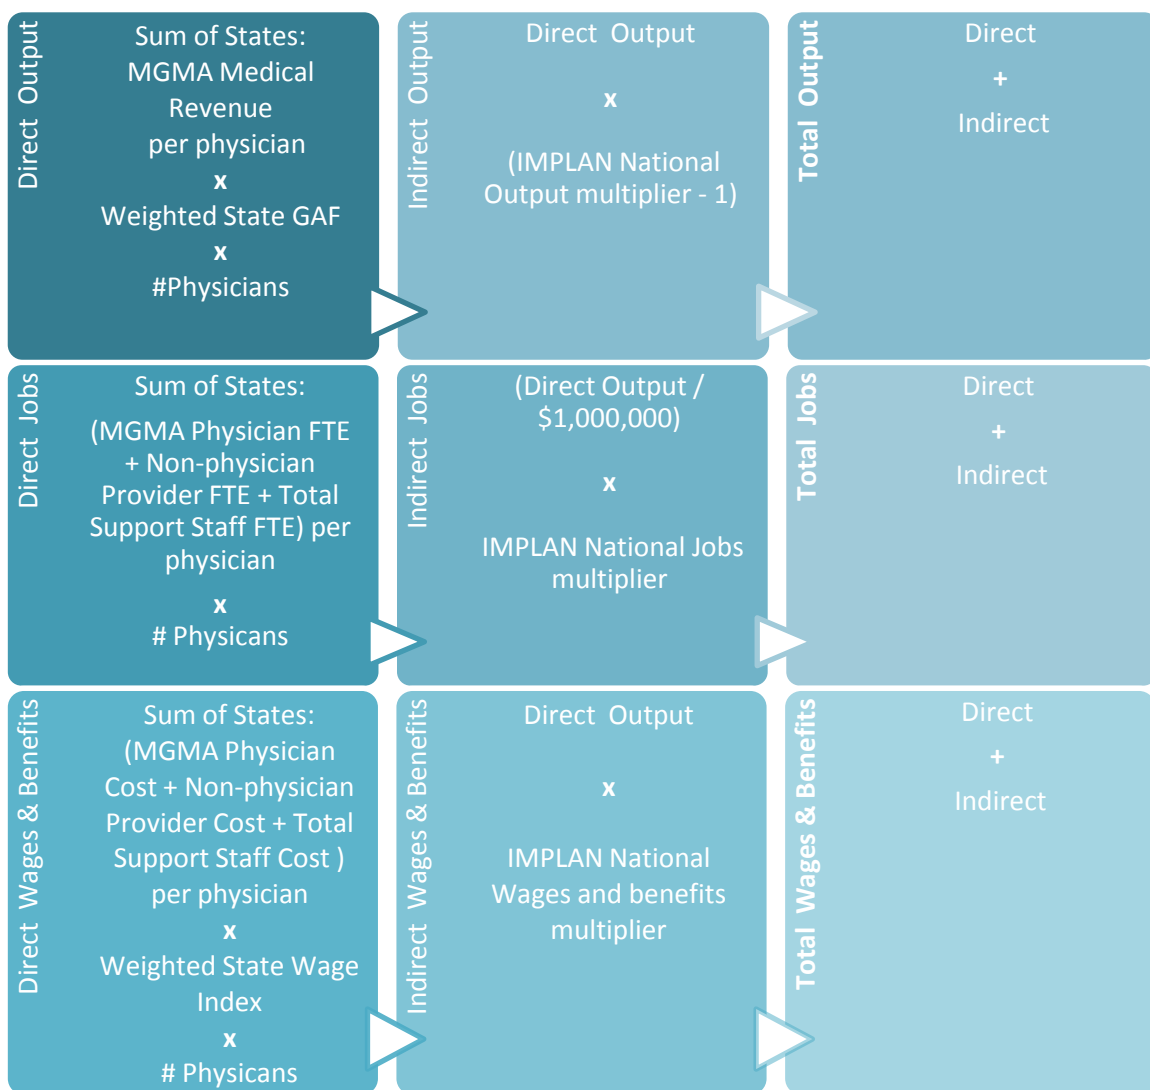 Direct Output
Sum of States:
MGMA Medical
Revenue
per physician
x
Weighted State GAF
x
#Physicians
Indirect Output
Direct Output
x
(IMPLAN National
Output multiplier - 1)
Total Output
Direct
+
Indirect
Direct Jobs
Sum of States:
(MGMA Physician FTE
+ Non-physician
Provider FTE + Total
Support Staff FTE) per
physician
x
# Physicans
Indirect Jobs
(Direct Output /
$1,000,000)
x
IMPLAN National Jobs
multiplier
Total Jobs
Direct
+
Indirect
Direct Wages & Benefits
Sum of States:
(MGMA Physician
Cost + Non-physician
Provider Cost + Total
Support Staff Cost )
per physician
x
Weighted State Wage
Index
x
# Physicans
Indirect Wages & Benefits
Direct Output
x
IMPLAN National
Wages and benefits
multiplier
Total Wages & Benefits
Direct
+
Indirect